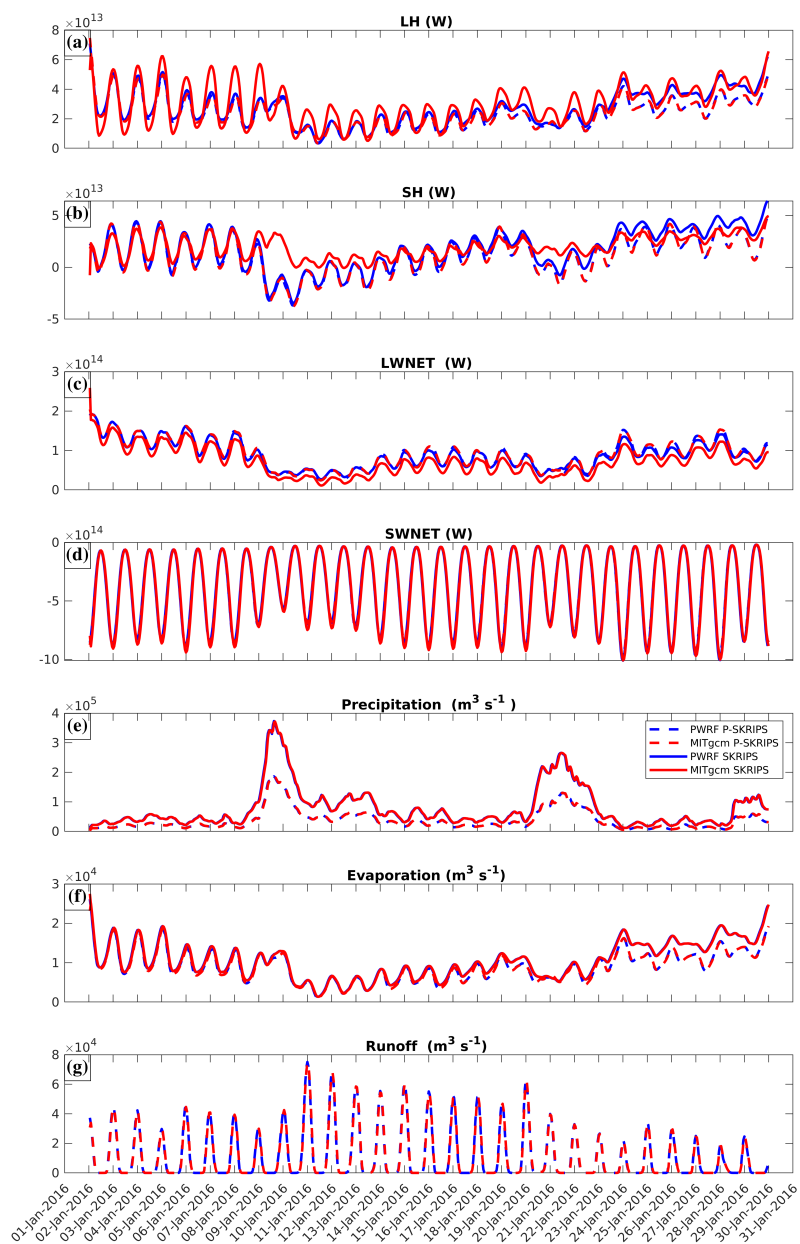 LH (W)
×10^13
(a)
8
6
4
2
0
SH (W)
×10^13
(b)
5
0
-5
LWNET (W)
×10^14
(c)
3
2
1
0
SWNET (W)
×10^14
(d)
0
-5
-10
Precipitation (m^3 s^-1 )
×10^5
(e)
4
3
2
1
0
PWRF P-SKRIPS
MITgcm P-SKRIPS
PWRF SKRIPS
MITgcm SKRIPS
Evaporation (m^3 s^-1)
×10^4
(f)
3
2
1
0
Runoff (m^3 s^-1)
×10^4
(g)
8
6
4
2
0
01-Jan-2016
02-Jan-2016
03-Jan-2016
04-Jan-2016
05-Jan-2016
06-Jan-2016
07-Jan-2016
08-Jan-2016
09-Jan-2016
10-Jan-2016
11-Jan-2016
12-Jan-2016
13-Jan-2016
14-Jan-2016
15-Jan-2016
16-Jan-2016
17-Jan-2016
18-Jan-2016
19-Jan-2016
20-Jan-2016
21-Jan-2016
22-Jan-2016
23-Jan-2016
24-Jan-2016
25-Jan-2016
26-Jan-2016
27-Jan-2016
28-Jan-2016
29-Jan-2016
30-Jan-2016
31-Jan-2016